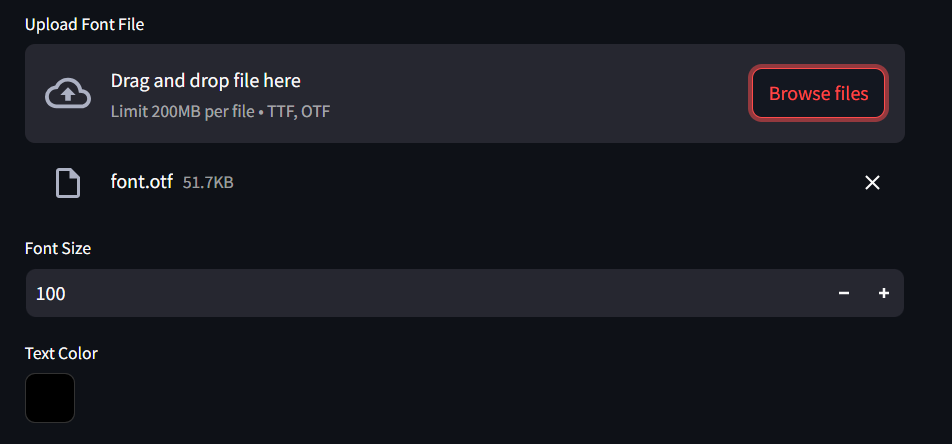 Upload Font File
Drag and drop file here
Limit 200MB per file • TTF, OTF
Browse files
font.otf 51.7KB
Font Size
100
Text Color